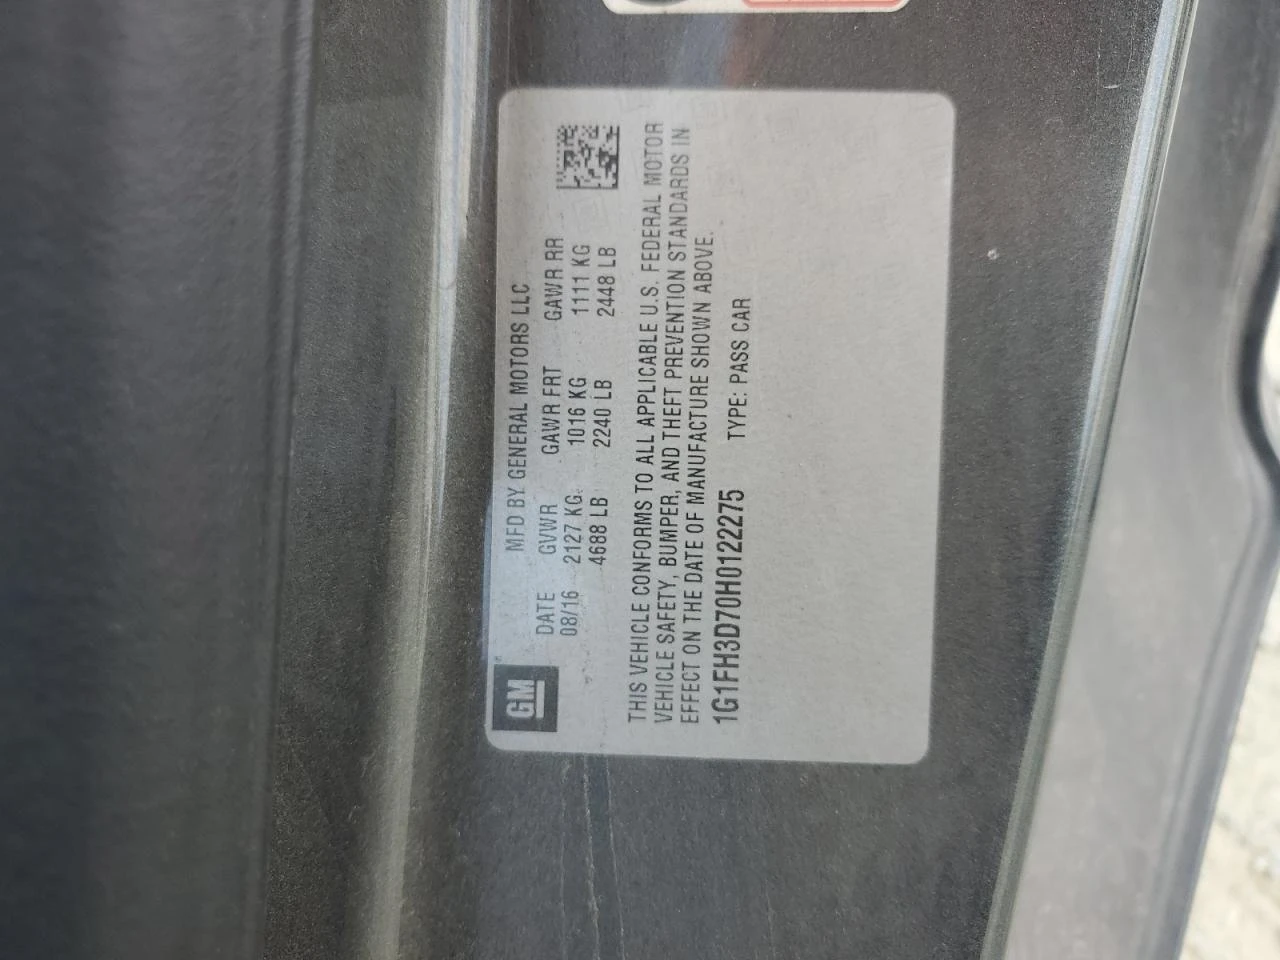 GM
MFD BY GENERAL MOTORS LLC
DATE GVWR GAWR FRT GAWR RR
08/16 2127 KG 1016 KG 1111 KG
4688 LB 2240 LB 2448 LB
THIS VEHICLE CONFORMS TO ALL APPLICABLE U.S. FEDERAL MOTOR
VEHICLE SAFETY, BUMPER, AND THEFT PREVENTION STANDARDS IN
EFFECT ON THE DATE OF MANUFACTURE SHOWN ABOVE.
1G1FH3D70H0122275 TYPE: PASS CAR